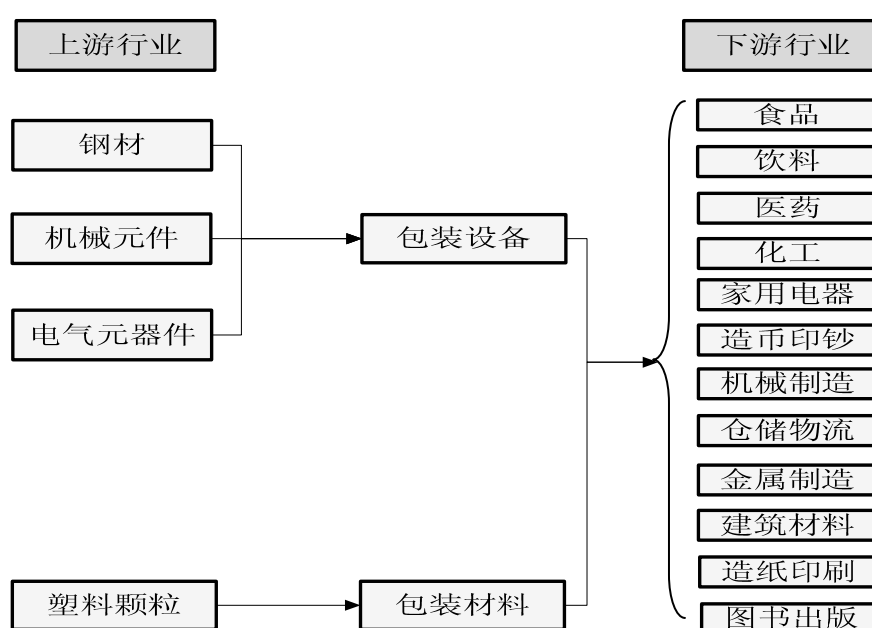 上游行业
下游行业
钢材
机械元件
电气元器件
塑料颗粒
包装设备
包装材料
食品
饮料
医药
化工
家用电器
造币印钞
机械制造
仓储物流
金属制造
建筑材料
造纸印刷
图书出版